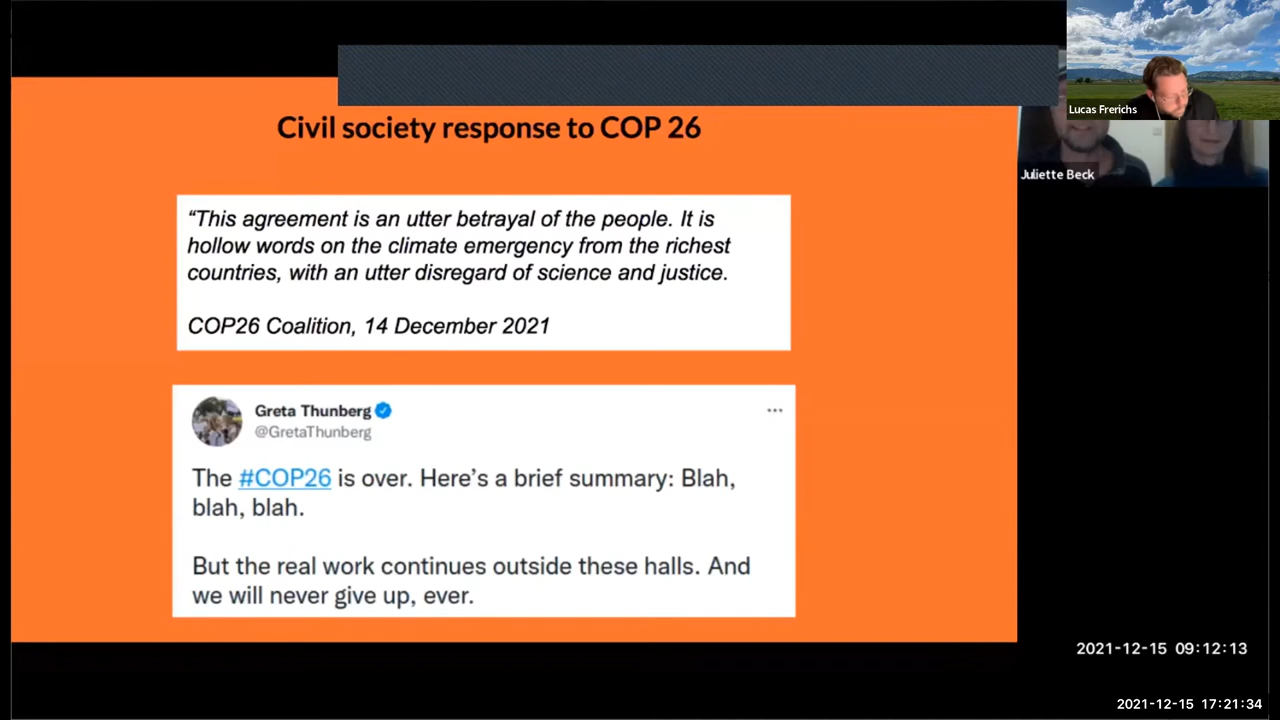 Lucas Frerichs
Civil society response to COP 26
Juliette Beck
“This agreement is an utter betrayal of the people. It is
hollow words on the climate emergency from the richest
countries, with an utter disregard of science and justice.
COP26 Coalition, 14 December 2021
Greta Thunberg
@GretaThunberg
The #COP26 is over. Here’s a brief summary: Blah,
blah, blah.
But the real work continues outside these halls. And
we will never give up, ever.
2021-12-15 09:12:13
2021-12-15 17:21:34